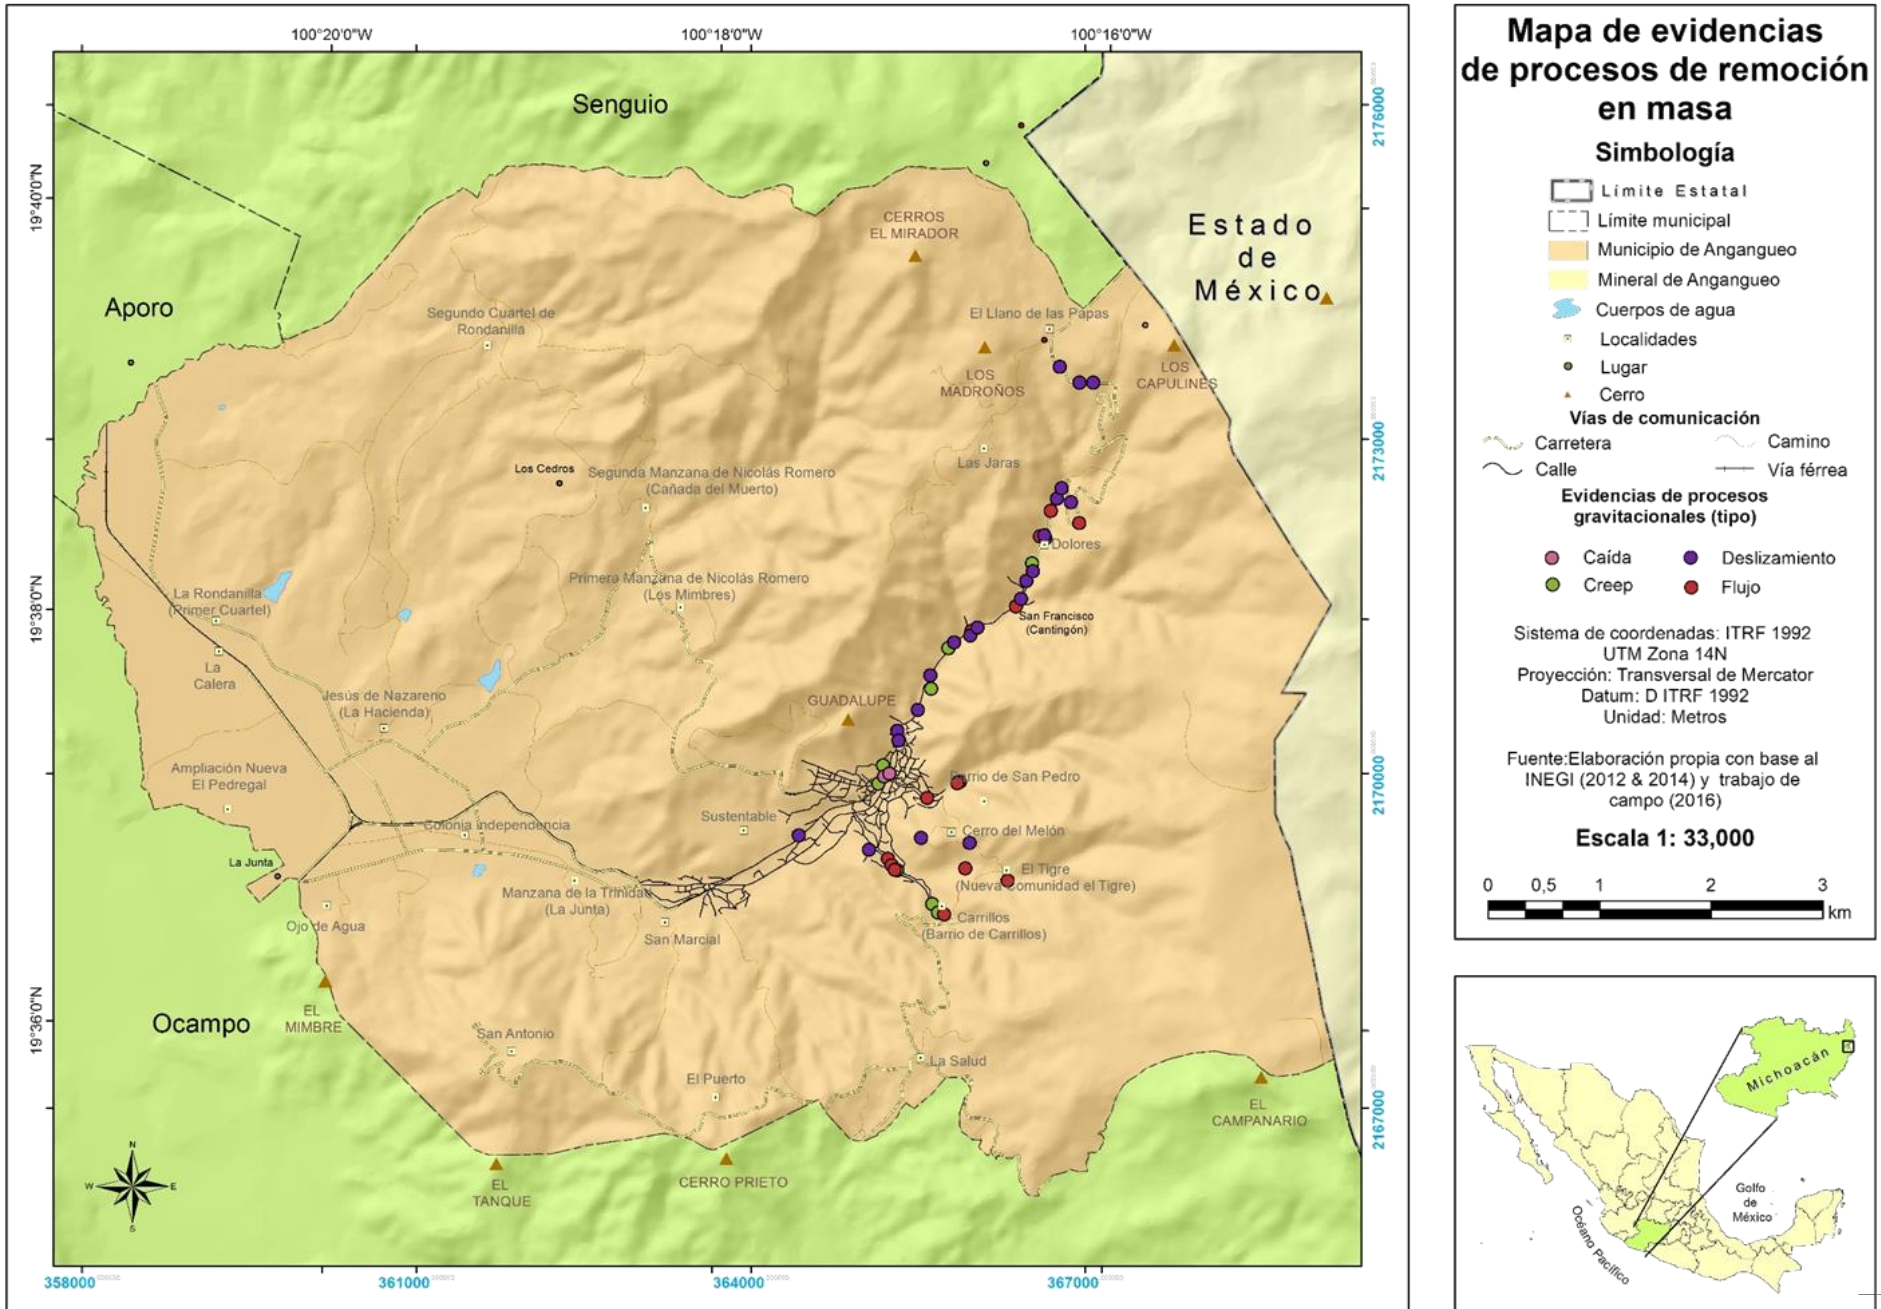 100°20'0"W
100°18'0"W
100°16'0"W
Senguio
2176000
19°40'0"N
CERROS
EL MIRADOR
Estado
de
México
Aporo
Segundo Cuartel de
Rondanilla
El Llano de las Papas
LOS
MADROÑOS
LOS
CAPULINES
2173000
Los Cedros
Segunda Manzana de Nicolás Romero
(Cañada del Muerto)
Las Jaras
Dolores
Primera Manzana de Nicolás Romero
(Los Mimbres)
La Rondanilla
(Primer Cuartel)
19°38'0"N
San Francisco
(Cantingón)
La
Calera
Jesús de Nazareno
(La Hacienda)
GUADALUPE
2170000
Ampliación Nueva
El Pedregal
Barrio de San Pedro
Sustentable
Colonia Independencia
Cerro del Melón
La Junta
El Tigre
(Nueva Comunidad el Tigre)
Manzana de la Trinidad
(La Junta)
Ojo de Agua
San Marcial
Carrillos
(Barrio de Carrillos)
EL
MIMBRE
Ocampo
19°36'0"N
San Antonio
La Salud
El Puerto
EL
CAMPANARIO
2167000
N
W
E
S
EL
TANQUE
CERRO PRIETO
358000
361000
364000
367000
Mapa de evidencias
de procesos de remoción
en masa
Simbología
Límite Estatal
Límite municipal
Municipio de Angangueo
Mineral de Angangueo
Cuerpos de agua
Localidades
Lugar
Cerro
Vías de comunicación
Carretera
Camino
Calle
Vía férrea
Evidencias de procesos
gravitacionales (tipo)
Caída
Deslizamiento
Creep
Flujo
Sistema de coordenadas: ITRF 1992
UTM Zona 14N
Proyección: Transversal de Mercator
Datum: D ITRF 1992
Unidad: Metros
Fuente:Elaboración propia con base al
INEGI (2012 & 2014) y trabajo de
campo (2016)
Escala 1: 33,000
0 0,5 1 2 3
km
Michoacán
Golfo
de
México
Océano Pacífico